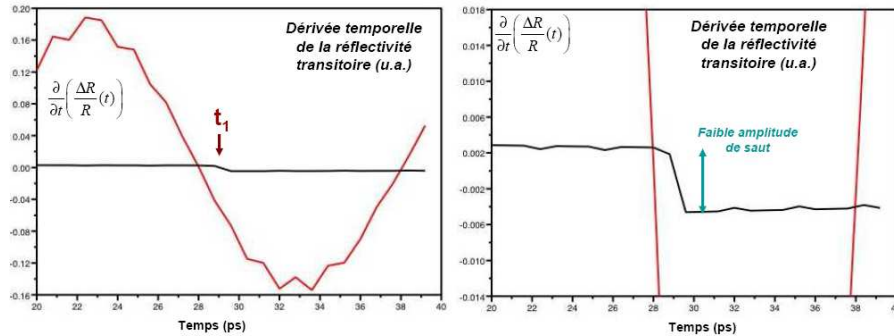 0.20
0.16
0.12
0.08
0.04
0.00
-0.04
-0.08
-0.12
-0.16
20 22 24 26 28 30 32 34 36 38 40
Temps (ps)
∂/∂t(ΔR/R(t))
Dérivée temporelle
de la réflectivité
transitoire (u.a.)
t₁
0.018
0.014
0.010
0.006
0.002
-0.002
-0.006
-0.010
-0.014
20 22 24 26 28 30 32 34 36 38
Temps (ps)
∂/∂t(ΔR/R(t))
Dérivée temporelle
de la réflectivité
transitoire (u.a.)
Faible amplitude
de saut